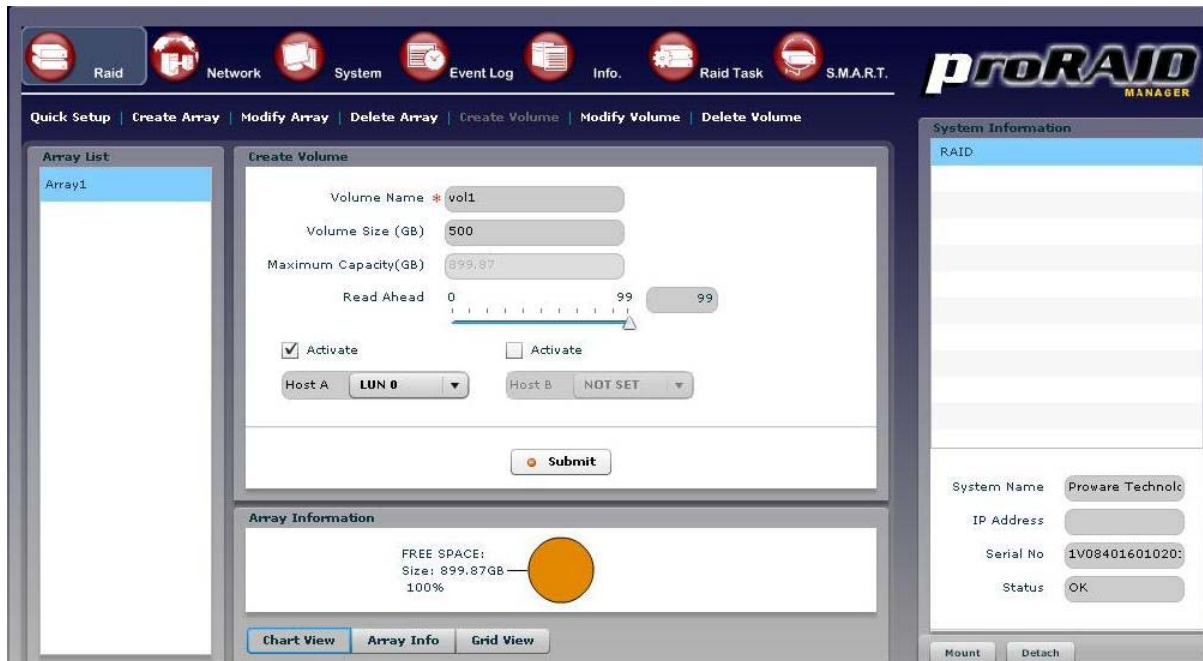 Raid
Network
System
Event Log
Info.
Raid Task
S.M.A.R.T.
proRAID
MANAGER
Quick Setup | Create Array | Modify Array | Delete Array | Create Volume | Modify Volume | Delete Volume
Array List
Array1
Create Volume
Volume Name * vol1
Volume Size (GB) 500
Maximum Capacity(GB) 899.87
Read Ahead 0 99 99
Activate Activate
Host A LUN 0 Host B NOT SET
Submit
Array Information
FREE SPACE:
Size: 899.87GB
100%
Chart View Array Info Grid View
System Information
RAID
System Name Proware Technolc
IP Address
Serial No 1V08401601020:
Status OK
Mount Detach